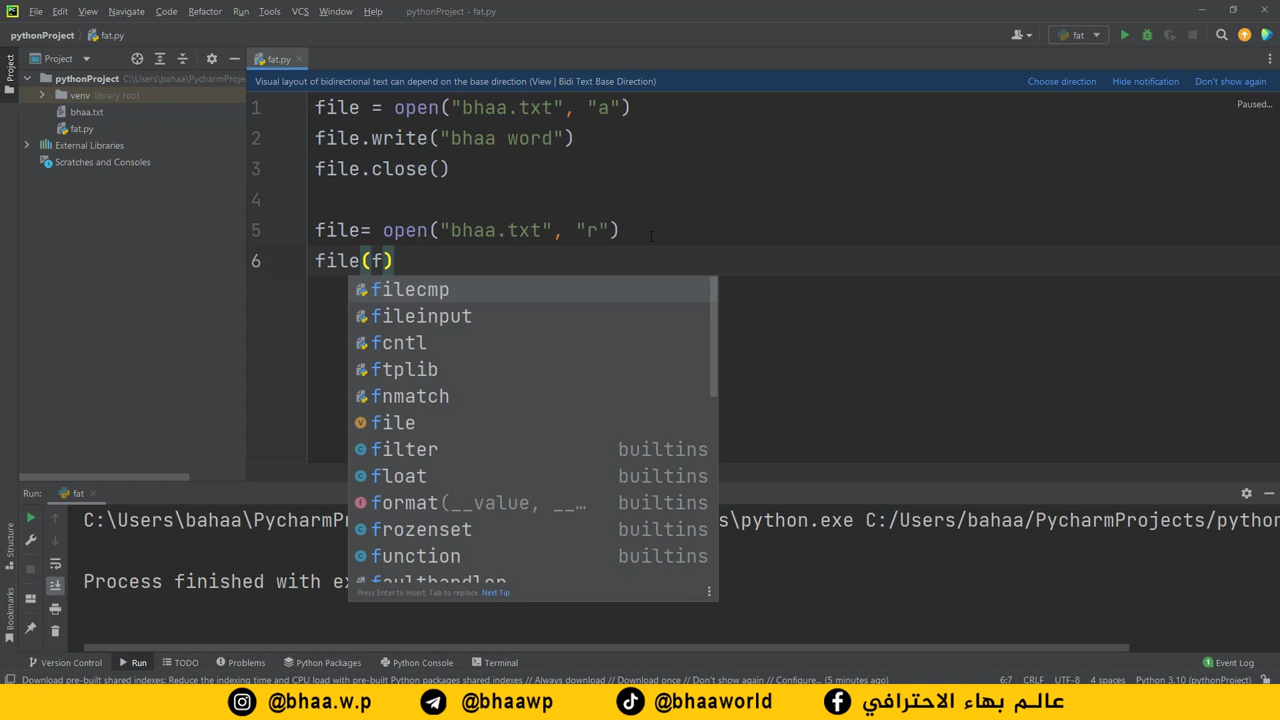 File Edit View Navigate Code Refactor Run Tools VCS Window Help pythonProject - fat.py
pythonProject fat.py fat
Project fat.py
Visual layout of bidirectional text can depend on the base direction (View | Bidi Text Base Direction) Choose direction Hide notification Don't show again
Paused...
pythonProject C:\Users\bahaa\PycharmProje
venv library root
bhaa.txt
fat.py
External Libraries
Scratches and Consoles
1 file = open("bhaa.txt", "a")
2 file.write("bhaa word")
3 file.close()
4
5 file= open("bhaa.txt", "r")
6 file(f)
filecmp
fileinput
fcntl
ftplib
fnmatch
file
filter builtins
float builtins
format(__value, __… builtins
frozenset builtins
function builtins
faulthandler
Press Enter to insert, Tab to replace Next Tip
Project
Structure
Bookmarks
Run: fat
C:\Users\bahaa\PycharmPr s\python.exe C:/Users/bahaa/PycharmProjects/python
Process finished with ex
Version Control Run TODO Problems Python Packages Python Console Terminal 1 Event Log
Download pre-built shared indexes: Reduce the indexing time and CPU load with pre-built Python packages shared indexes // Always download // Download once // Don't show again // Configure... (5 minutes ago) 6:7 CRLF UTF-8 4 spaces Python 3.10 (pythonProject)
@bhaa.w.p @bhaawp @bhaaworld عالم بهاء الاحترافي